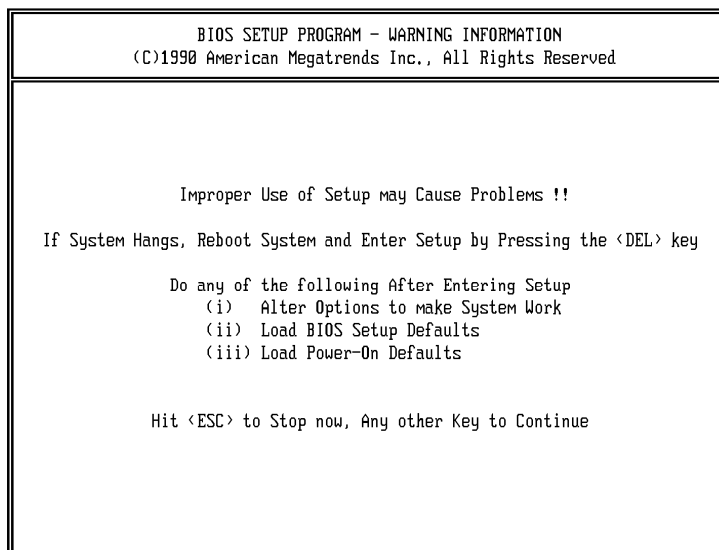 BIOS SETUP PROGRAM - WARNING INFORMATION
(C)1990 American Megatrends Inc., All Rights Reserved
Improper Use of Setup may Cause Problems !!
If System Hangs, Reboot System and Enter Setup by Pressing the <DEL> key
Do any of the following After Entering Setup
(i) Alter Options to make System Work
(ii) Load BIOS Setup Defaults
(iii) Load Power-On Defaults
Hit <ESC> to Stop now, Any other Key to Continue